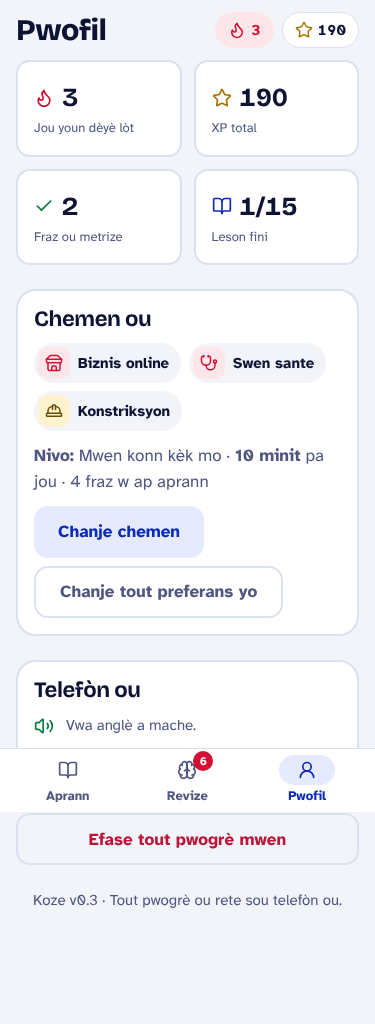 Pwofil
3
190
3
Jou youn dèyè lòt
190
XP total
2
Fraz ou metrize
1/15
Leson fini
Chemen ou
Biznis online
Swen sante
Konstriksyon
Nivo: Mwen konn kèk mo · 10 minit pa
jou · 4 fraz w ap aprann
Chanje chemen
Chanje tout preferans yo
Telefòn ou
Vwa anglè a mache.
6
Aprann
Revize
Pwofil
Efase tout pwogrè mwen
Koze v0.3 · Tout pwogrè ou rete sou telefòn ou.